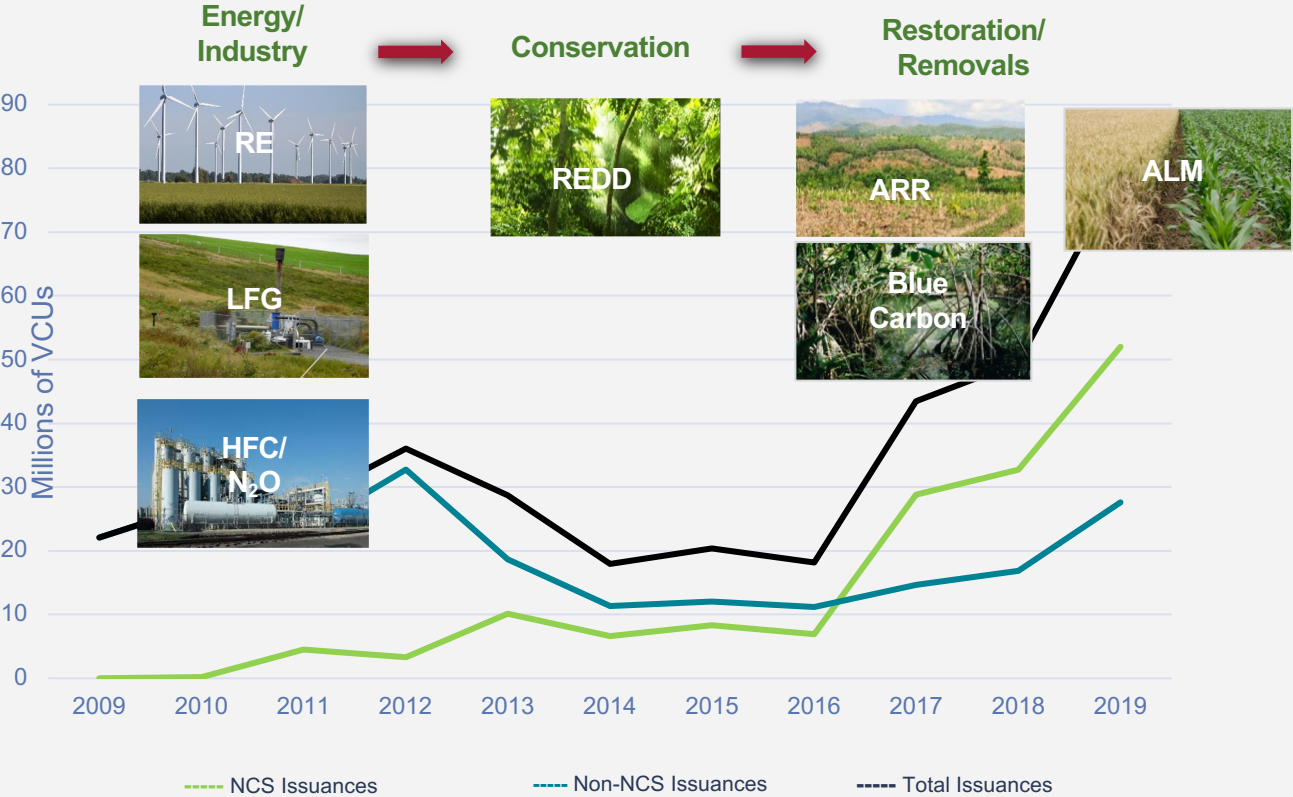 Energy/
Industry
Conservation
Restoration/
Removals
90
80
70
60
50
40
30
20
10
0
Millions of VCUs
RE
LFG
HFC/
N₂O
REDD
ARR
Blue
Carbon
ALM
2009 2010 2011 2012 2013 2014 2015 2016 2017 2018 2019
NCS Issuances Non-NCS Issuances Total Issuances